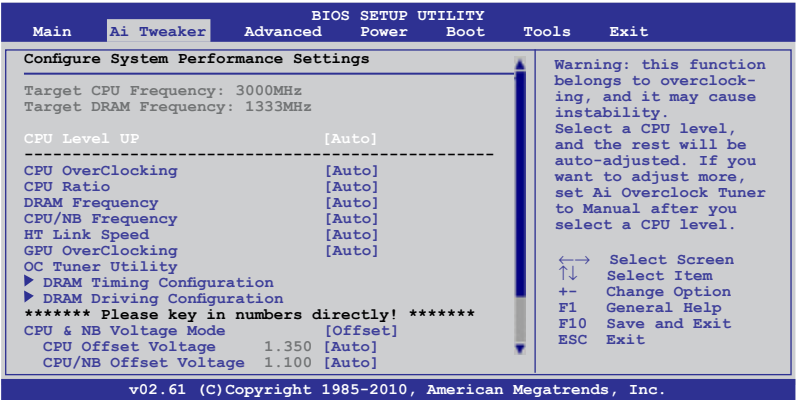 BIOS SETUP UTILITY
Main Ai Tweaker Advanced Power Boot Tools Exit
Configure System Performance Settings
Target CPU Frequency: 3000MHz
Target DRAM Frequency: 1333MHz
CPU Level UP [Auto]
--------------------------------------------------
CPU OverClocking [Auto]
CPU Ratio [Auto]
DRAM Frequency [Auto]
CPU/NB Frequency [Auto]
HT Link Speed [Auto]
GPU OverClocking [Auto]
OC Tuner Utility
▶ DRAM Timing Configuration
▶ DRAM Driving Configuration
******* Please key in numbers directly! *******
CPU & NB Voltage Mode [Offset]
CPU Offset Voltage 1.350 [Auto]
CPU/NB Offset Voltage 1.100 [Auto]
Warning: this function
belongs to overclock-
ing, and it may cause
instability.
Select a CPU level,
and the rest will be
auto-adjusted. If you
want to adjust more,
set Ai Overclock Tuner
to Manual after you
select a CPU level.
←→ Select Screen
↑↓ Select Item
+- Change Option
F1 General Help
F10 Save and Exit
ESC Exit
v02.61 (C)Copyright 1985-2010, American Megatrends, Inc.